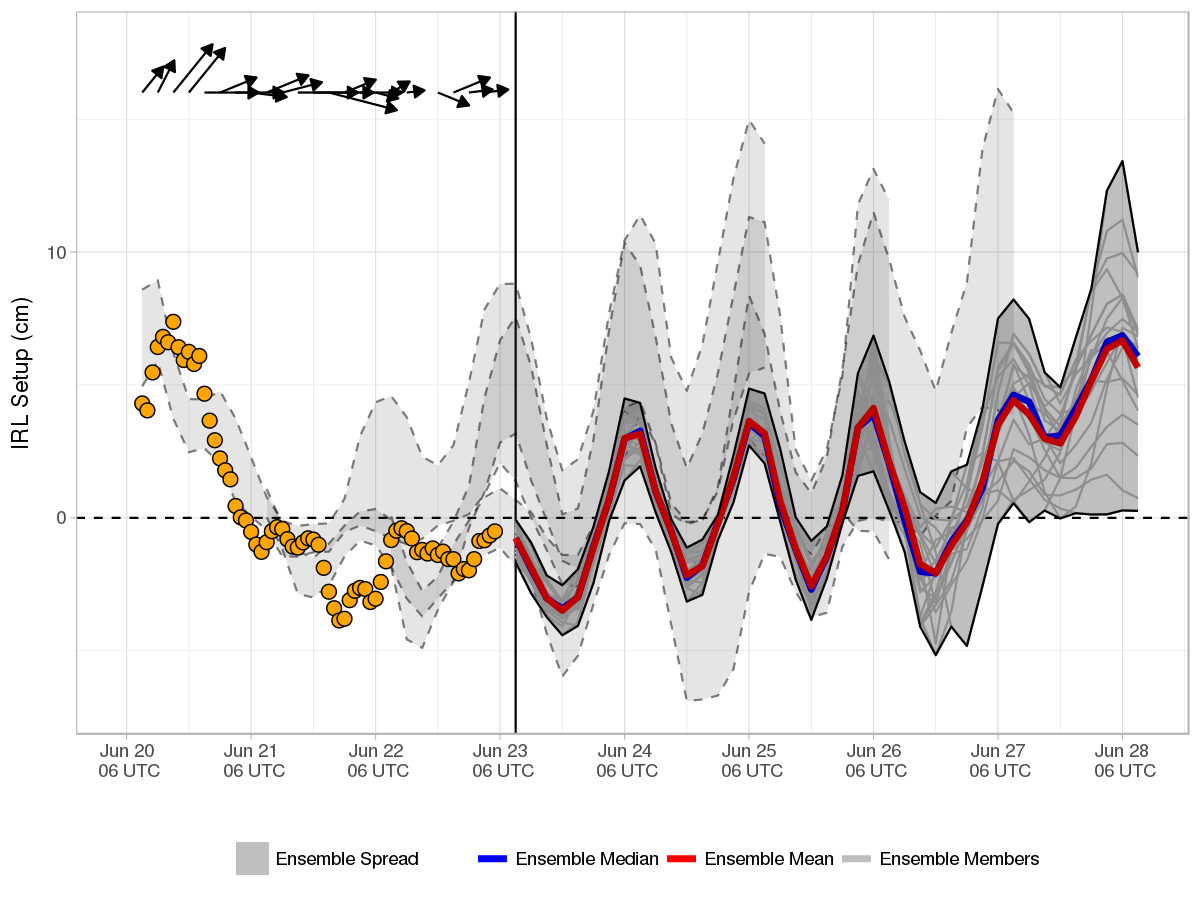 IRL Setup (cm)
10
0
Jun 20 Jun 21 Jun 22 Jun 23 Jun 24 Jun 25 Jun 26 Jun 27 Jun 28
06 UTC 06 UTC 06 UTC 06 UTC 06 UTC 06 UTC 06 UTC 06 UTC 06 UTC
Ensemble Spread Ensemble Median Ensemble Mean Ensemble Members